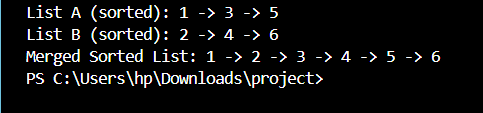 List A (sorted): 1 -> 3 -> 5
List B (sorted): 2 -> 4 -> 6
Merged Sorted List: 1 -> 2 -> 3 -> 4 -> 5 -> 6
PS C:\Users\hp\Downloads\project>